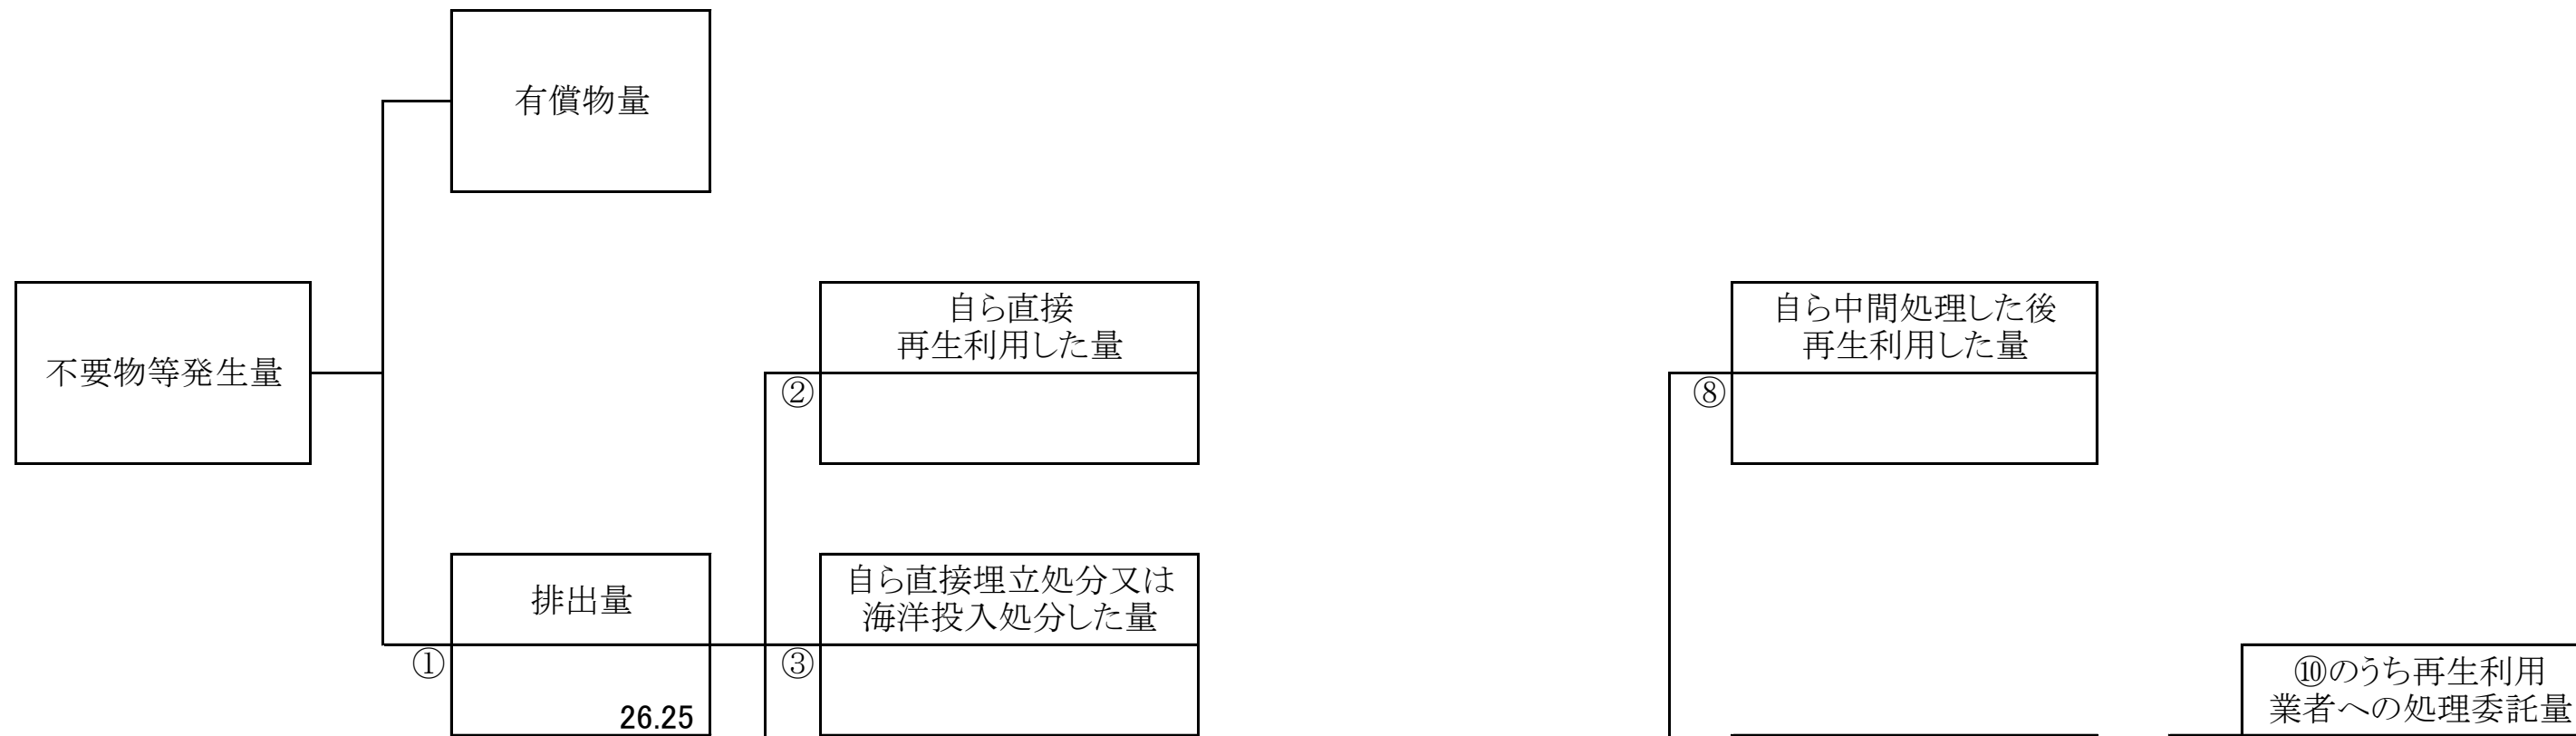 有償物量
不要物等発生量
自ら直接
再生利用した量
②
自ら中間処理した後
再生利用した量
⑧
排出量
①
26.25
自ら直接埋立処分又は
海洋投入処分した量
③
⑩のうち再生利用
業者への処理委託量